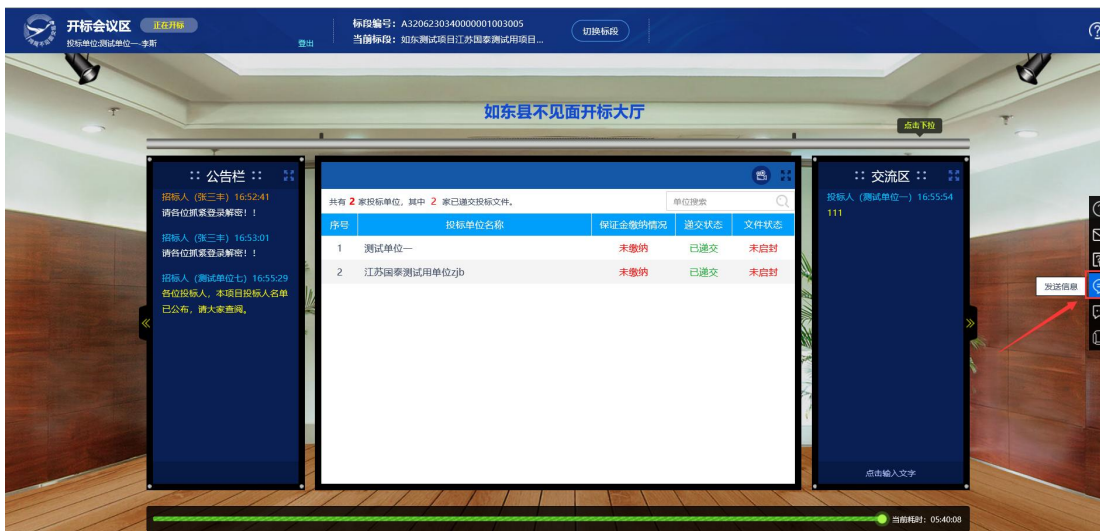 开标会议区 正在开标
投标单位:测试单位一-李斯
登出
标段编号：A3206230340000001003005
当前标段：如东测试项目江苏国泰测试用项目...
切换标段
如东县不见面开标大厅
点击下拉
:: 公告栏 ::
招标人（张三丰）16:52:41
请各位抓紧登录解密！！
招标人（张三丰）16:53:01
请各位抓紧登录解密！！
招标人（测试单位七）16:55:29
各位投标人，本项目投标人名单
已公布，请大家查阅。
共有 2 家投标单位，其中 2 家已递交投标文件。
单位搜索
序号 投标单位名称 保证金缴纳情况 递交状态 文件状态
1 测试单位一 未缴纳 已递交 未启封
2 江苏国泰测试用单位zjb 未缴纳 已递交 未启封
:: 交流区 ::
投标人（测试单位一）16:55:54
111
点击输入文字
发送信息
当前耗时：05:40:08